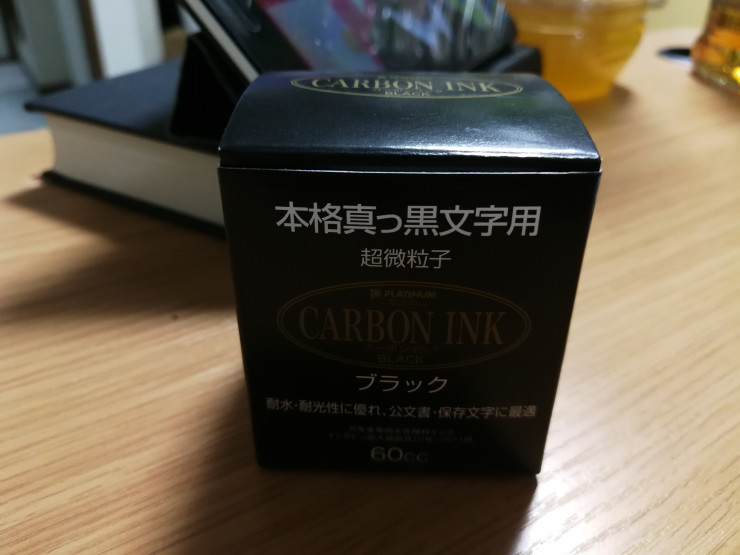 CARBON INK
BLACK
本格真っ黒文字用
超微粒子
PLATINUM
CARBON INK
BLACK
ブラック
耐水・耐光性に優れ、公文書・保存文字に最適
60cc